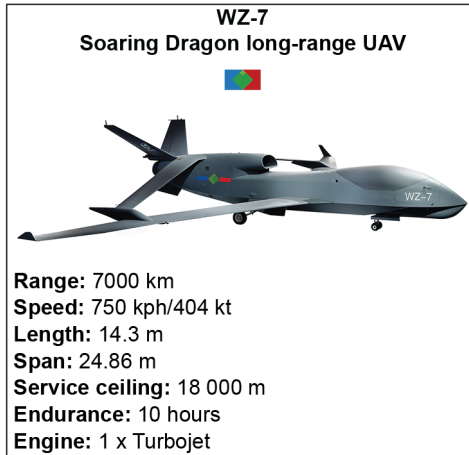 WZ-7
Soaring Dragon long-range UAV
WZ-7
Range: 7000 km
Speed: 750 kph/404 kt
Length: 14.3 m
Span: 24.86 m
Service ceiling: 18 000 m
Endurance: 10 hours
Engine: 1 x Turbojet